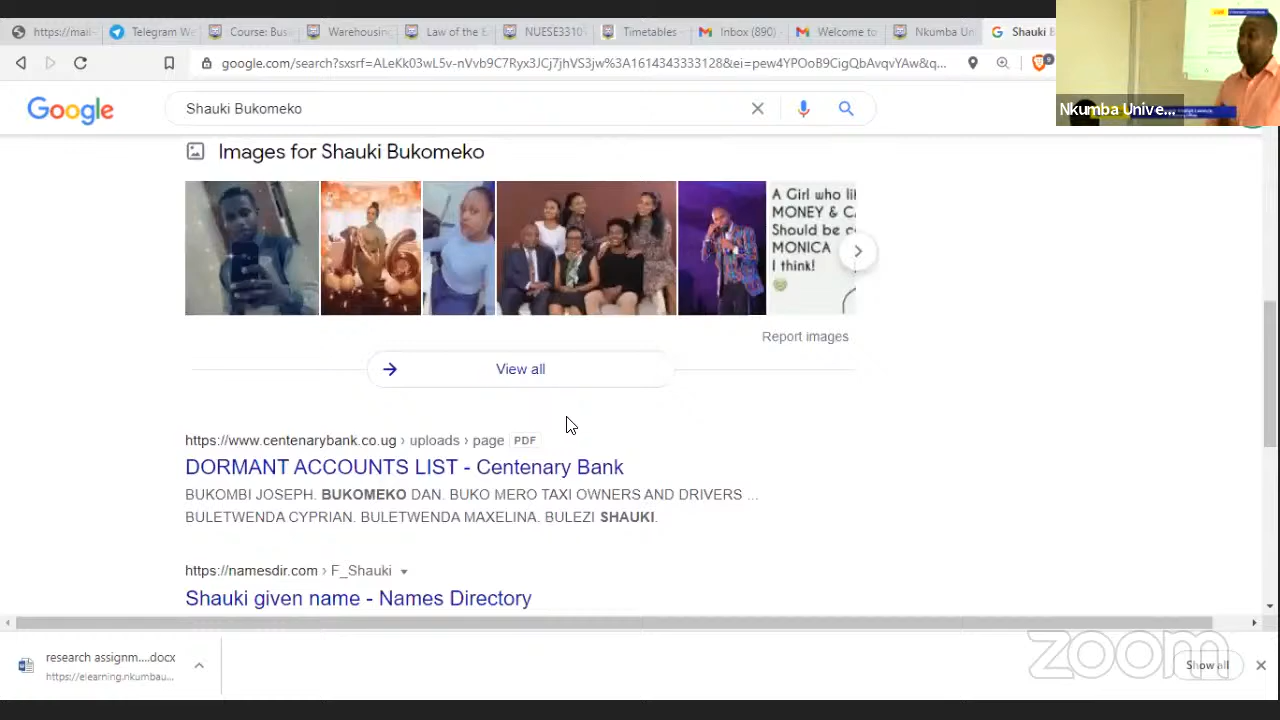 https://mail-
Telegram We
Course: Bus
Warehousing
Law of the E
NUESE3310
Timetables -
Inbox (890) -
Welcome to
Nkumba Uni
Shauki B
google.com/search?sxsrf=ALeKk03wL5v-nVvb9C7Ryx3JCj7jhVS3jw%3A1614343333128&ei=pew4YPOoB9CigQbAvqvYAw&q...
Nkumba Unive...
Google
Shauki Bukomeko
Images for Shauki Bukomeko
A Girl who lik
MONEY & C
Should be c
MONICA
I think!
Report images
View all
https://www.centenarybank.co.ug › uploads › page PDF
DORMANT ACCOUNTS LIST - Centenary Bank
BUKOMBI JOSEPH. BUKOMEKO DAN. BUKO MERO TAXI OWNERS AND DRIVERS ...
BULETWENDA CYPRIAN. BULETWENDA MAXELINA. BULEZI SHAUKI.
https://namesdir.com › F_Shauki
Shauki given name - Names Directory
research assignm....docx
https://elearning.nkumbau...
zoom
Show all